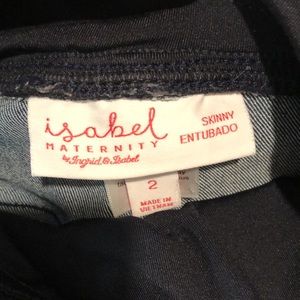 isabel
MATERNITY
by Ingrid & Isabel
SKINNY
ENTUBADO
2
MADE IN
VIETNAM